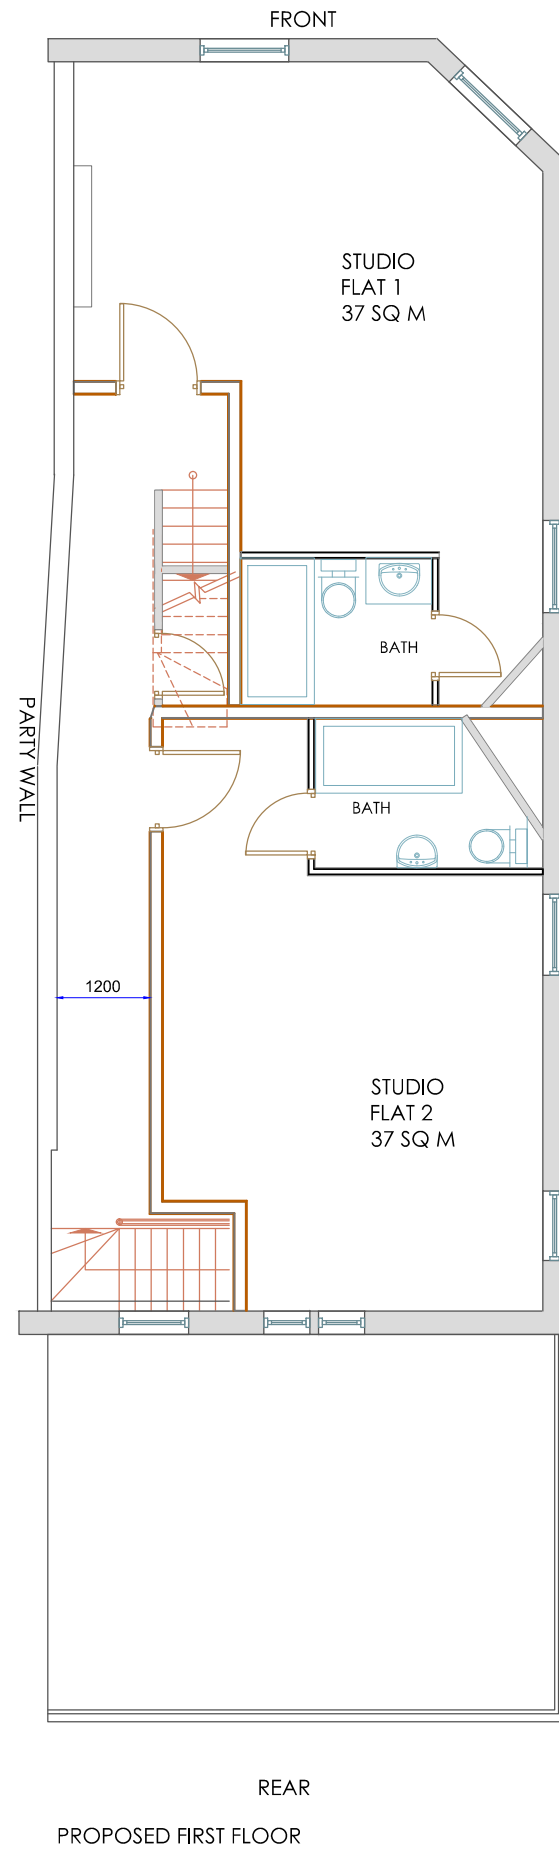 FRONT
STUDIO
FLAT 1
37 SQ M
BATH
PARTY WALL
BATH
1200
STUDIO
FLAT 2
37 SQ M
REAR
PROPOSED FIRST FLOOR